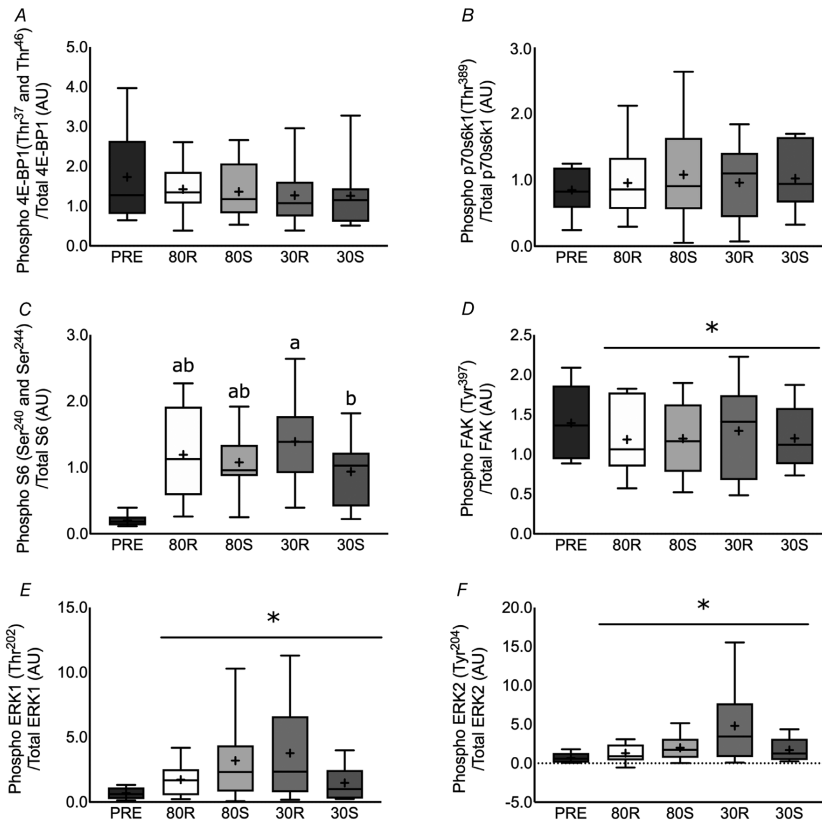 A
Phospho 4E-BP1(Thr³⁷ and Thr⁴⁶)
/Total 4E-BP1 (AU)
5.0
4.0
3.0
2.0
1.0
0.0
PRE 80R 80S 30R 30S
B
Phospho p70s6k1(Thr³⁸⁹)
/Total p70s6k1 (AU)
3.0
2.0
1.0
0.0
PRE 80R 80S 30R 30S
C
Phospho S6 (Ser²⁴⁰ and Ser²⁴⁴)
/Total S6 (AU)
3.0
2.0
1.0
0.0
ab ab a b
PRE 80R 80S 30R 30S
D
Phospho FAK (Tyr³⁹⁷)
/Total FAK (AU)
2.5
2.0
1.5
1.0
0.5
0.0
*
PRE 80R 80S 30R 30S
E
Phospho ERK1 (Thr²⁰²)
/Total ERK1 (AU)
15.0
10.0
5.0
0.0
*
PRE 80R 80S 30R 30S
F
Phospho ERK2 (Tyr²⁰⁴)
/Total ERK2 (AU)
20.0
15.0
10.0
5.0
0.0
-5.0
*
PRE 80R 80S 30R 30S